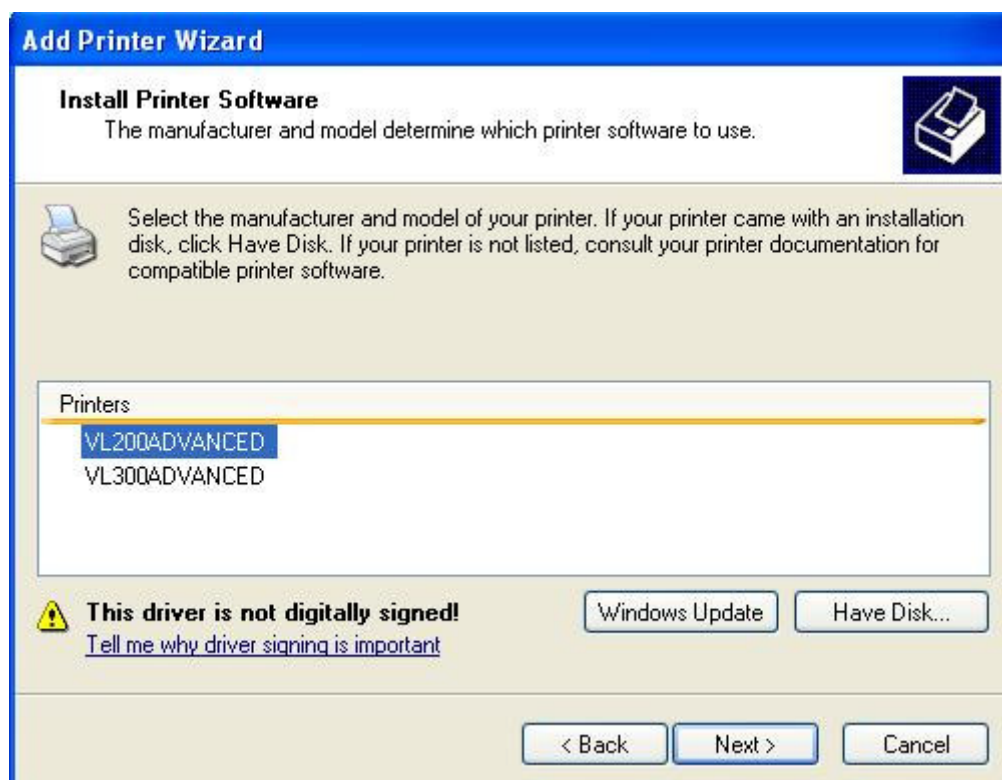 Add Printer Wizard
Install Printer Software
The manufacturer and model determine which printer software to use.
Select the manufacturer and model of your printer. If your printer came with an installation
disk, click Have Disk. If your printer is not listed, consult your printer documentation for
compatible printer software.
Printers
VL200ADVANCED
VL300ADVANCED
This driver is not digitally signed!
Windows Update
Have Disk...
Tell me why driver signing is important
< Back
Next >
Cancel